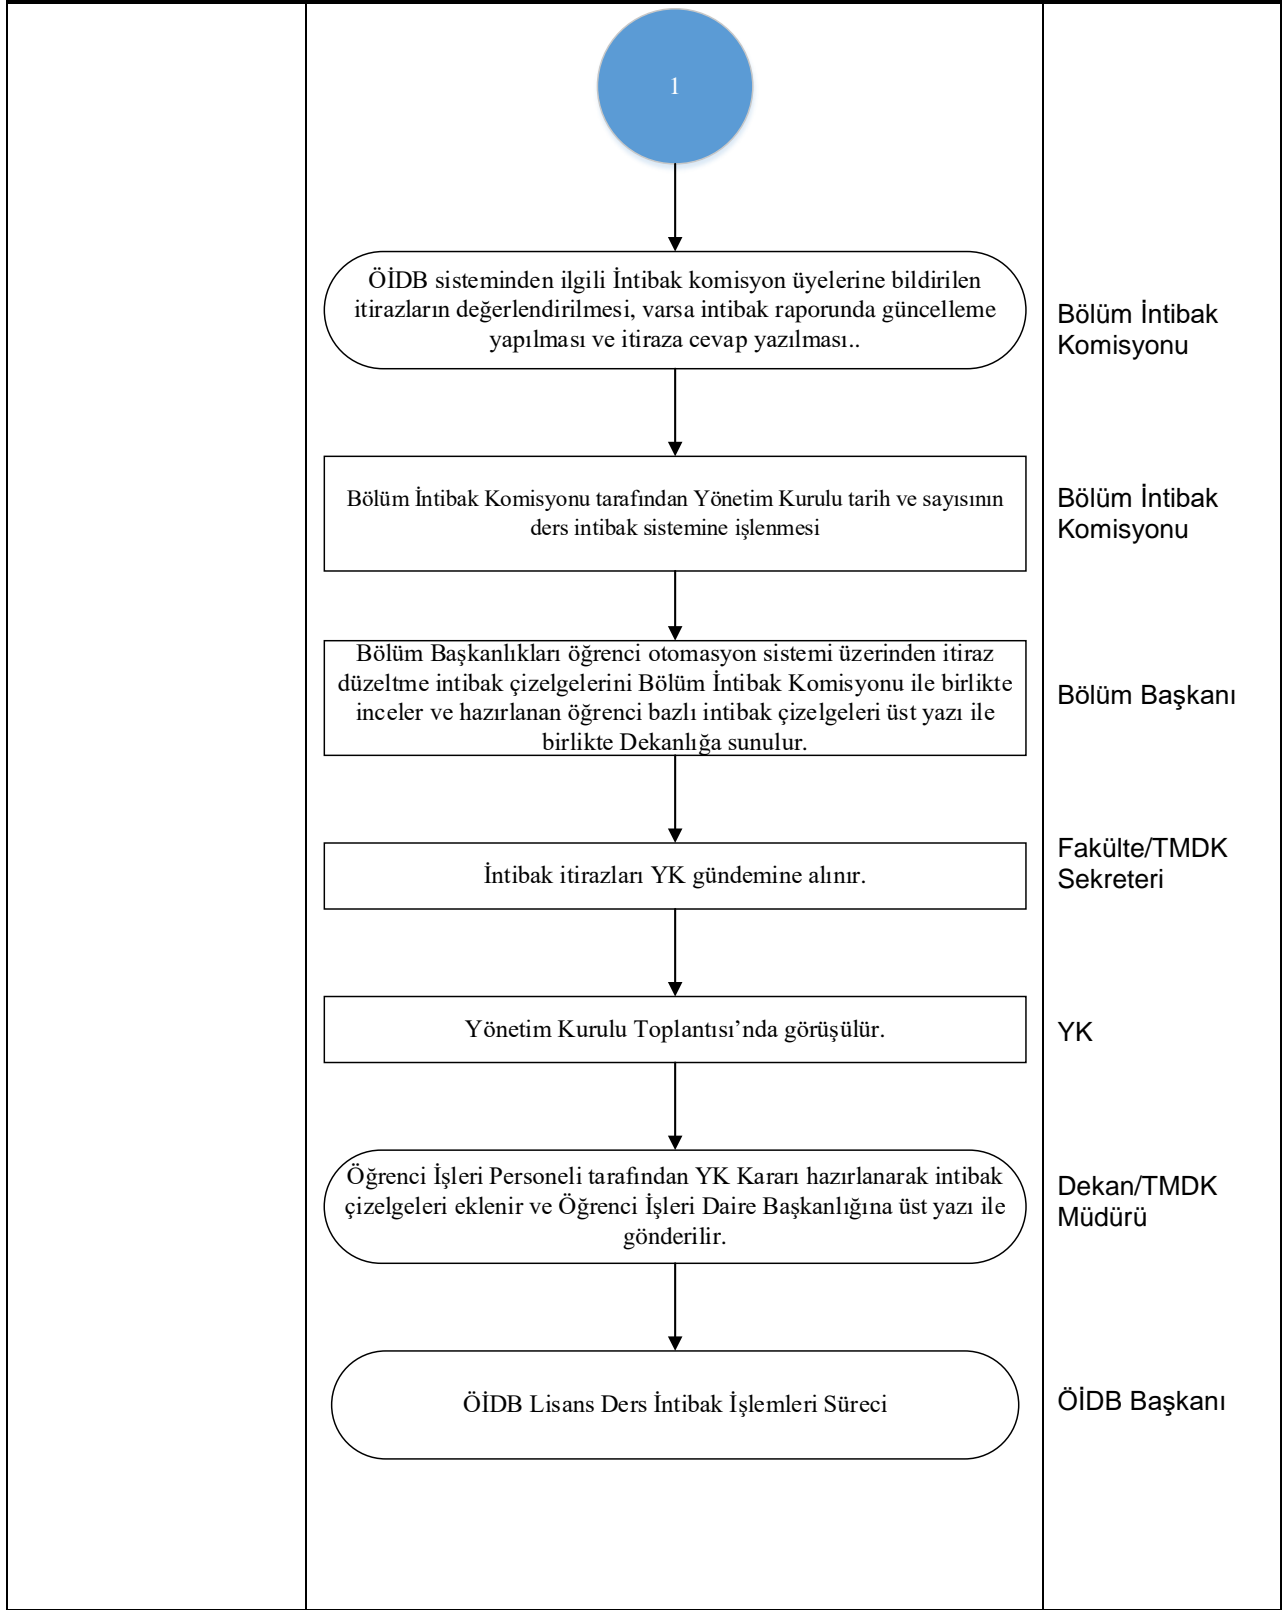 1
ÖİDB sisteminden ilgili İntibak komisyon üyelerine bildirilen
itirazların değerlendirilmesi, varsa intibak raporunda güncelleme
yapılması ve itiraza cevap yazılması..
Bölüm İntibak
Komisyonu
Bölüm İntibak Komisyonu tarafından Yönetim Kurulu tarih ve sayısının
ders intibak sistemine işlenmesi
Bölüm İntibak
Komisyonu
Bölüm Başkanlıkları öğrenci otomasyon sistemi üzerinden itiraz
düzeltme intibak çizelgelerini Bölüm İntibak Komisyonu ile birlikte
inceler ve hazırlanan öğrenci bazlı intibak çizelgeleri üst yazı ile
birlikte Dekanlığa sunulur.
Bölüm Başkanı
İntibak itirazları YK gündemine alınır.
Fakülte/TMDK
Sekreteri
Yönetim Kurulu Toplantısı’nda görüşülür.
YK
Öğrenci İşleri Personeli tarafından YK Kararı hazırlanarak intibak
çizelgeleri eklenir ve Öğrenci İşleri Daire Başkanlığına üst yazı ile
gönderilir.
Dekan/TMDK
Müdürü
ÖİDB Lisans Ders İntibak İşlemleri Süreci
ÖİDB Başkanı